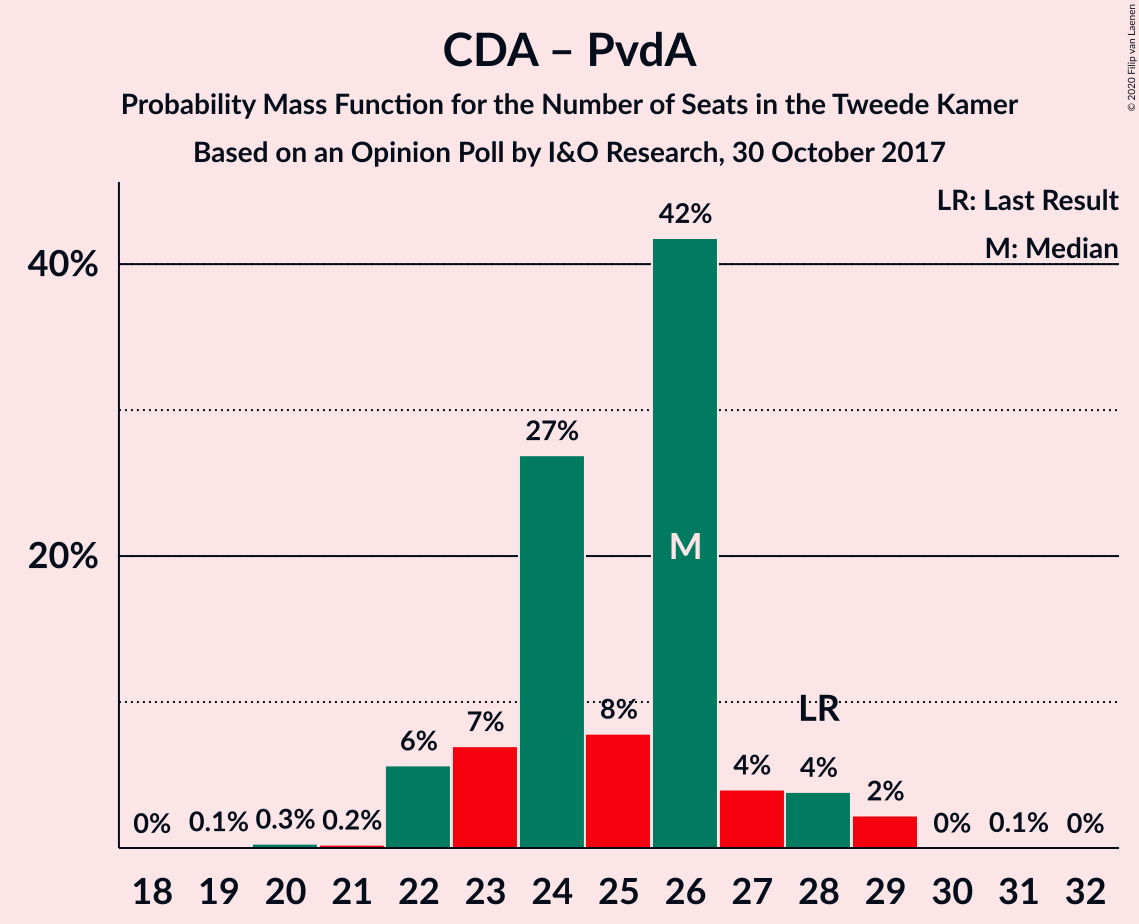 CDA – PvdA
Probability Mass Function for the Number of Seats in the Tweede Kamer
Based on an Opinion Poll by I&O Research, 30 October 2017
© 2020 Filip van Laenen
LR: Last Result
M: Median
40%
20%
0% 0.1% 0.3% 0.2% 6% 7% 27% 8% 42% 4% 4% 2% 0% 0.1% 0%
M
LR
18 19 20 21 22 23 24 25 26 27 28 29 30 31 32